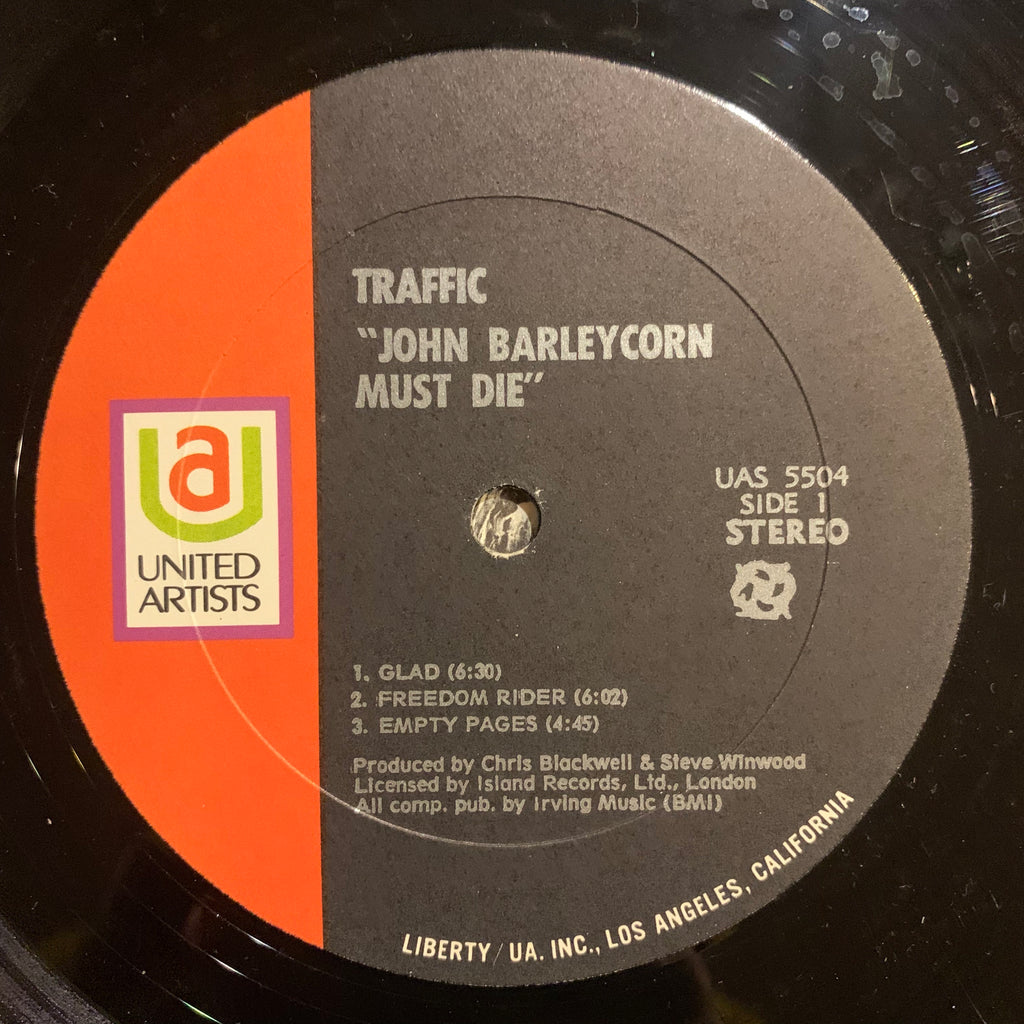 TRAFFIC
"JOHN BARLEYCORN
MUST DIE"
UAS 5504
SIDE 1
STEREO
ua
UNITED
ARTISTS
1. GLAD (6:30)
2. FREEDOM RIDER (6:02)
3. EMPTY PAGES (4:45)
Produced by Chris Blackwell & Steve Winwood
Licensed by Island Records, Ltd., London
All comp. pub. by Irving Music (BMI)
LIBERTY/UA. INC., LOS ANGELES, CALIFORNIA